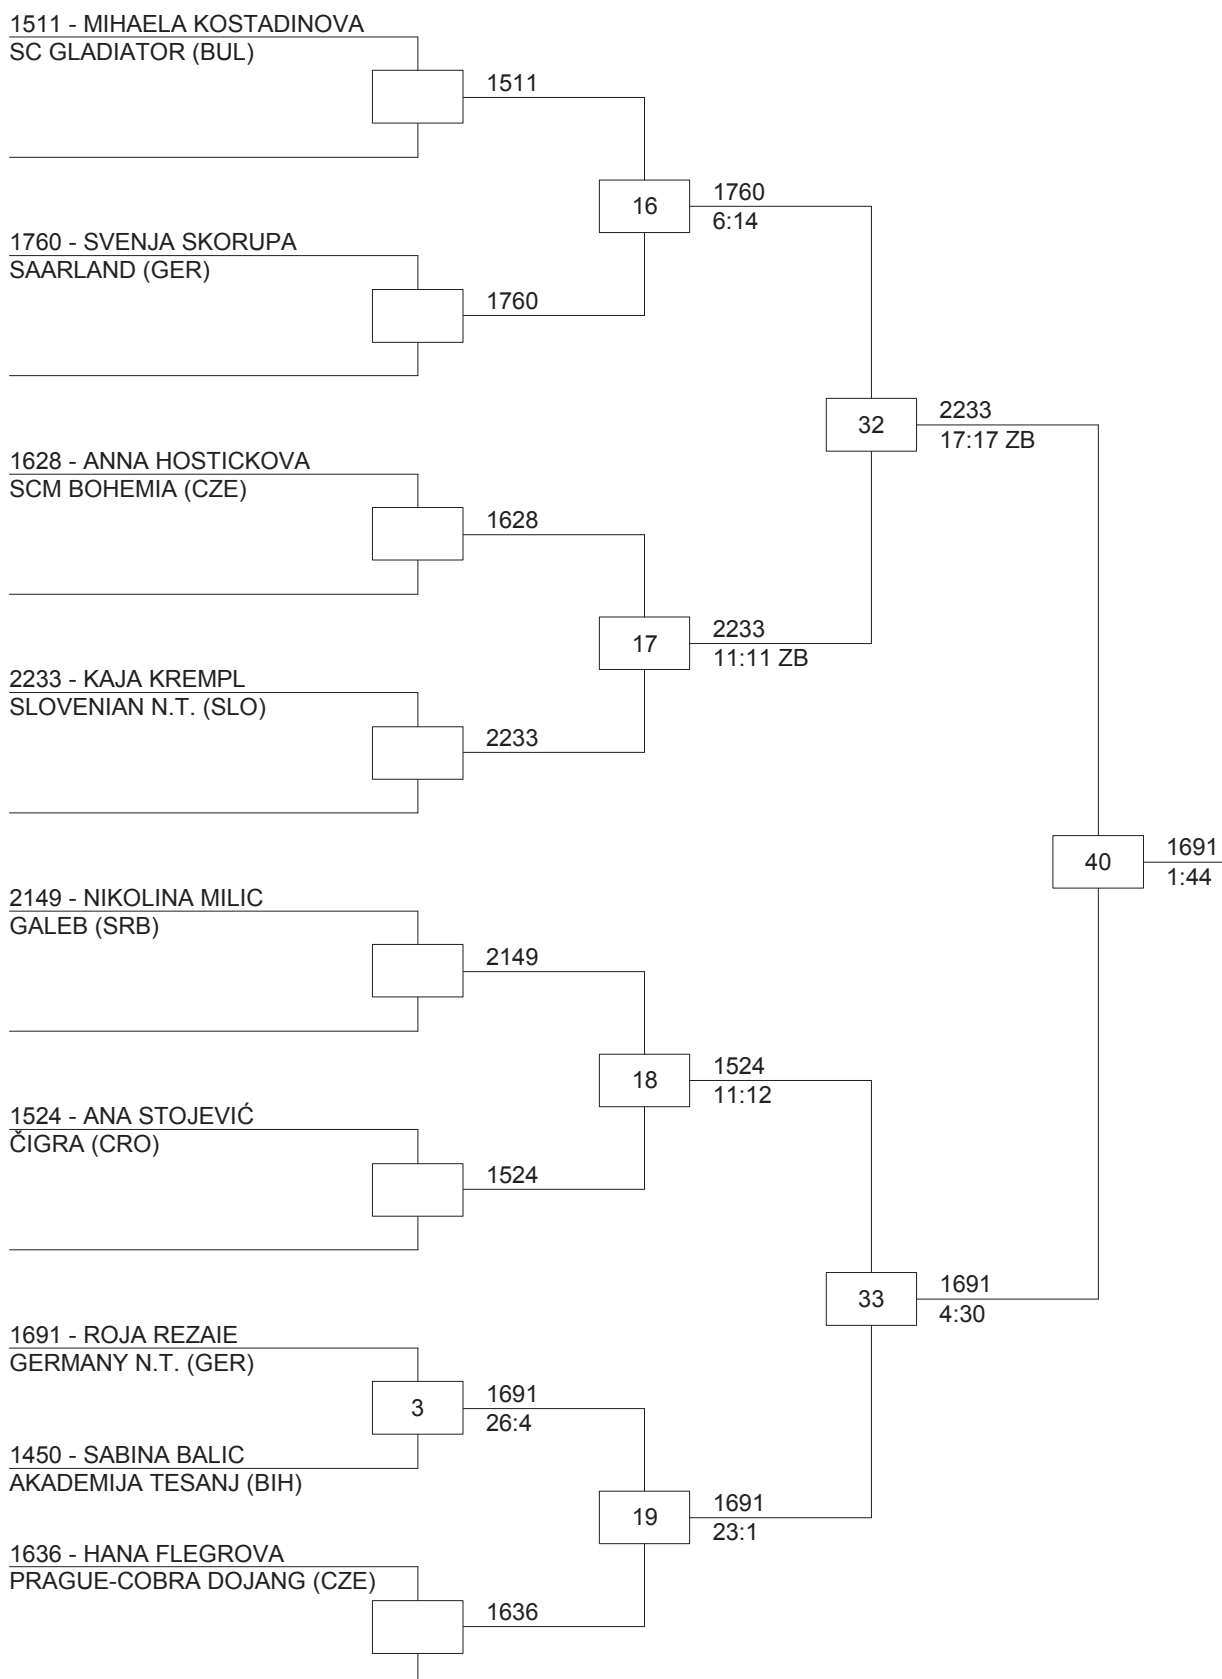 1511 - MIHAELA KOSTADINOVA
SC GLADIATOR (BUL)
1511
16
1760
6:14
1760 - SVENJA SKORUPA
SAARLAND (GER)
1760
32
2233
17:17 ZB
1628 - ANNA HOSTICKOVA
SCM BOHEMIA (CZE)
1628
17
2233
11:11 ZB
2233 - KAJA KREMPL
SLOVENIAN N.T. (SLO)
2233
40
1691
1:44
2149 - NIKOLINA MILIC
GALEB (SRB)
2149
18
1524
11:12
1524 - ANA STOJEVIĆ
ČIGRA (CRO)
1524
33
1691
4:30
1691 - ROJA REZAIE
GERMANY N.T. (GER)
3
1691
26:4
1450 - SABINA BALIC
AKADEMIJA TESANJ (BIH)
19
1691
23:1
1636 - HANA FLEGROVA
PRAGUE-COBRA DOJANG (CZE)
1636